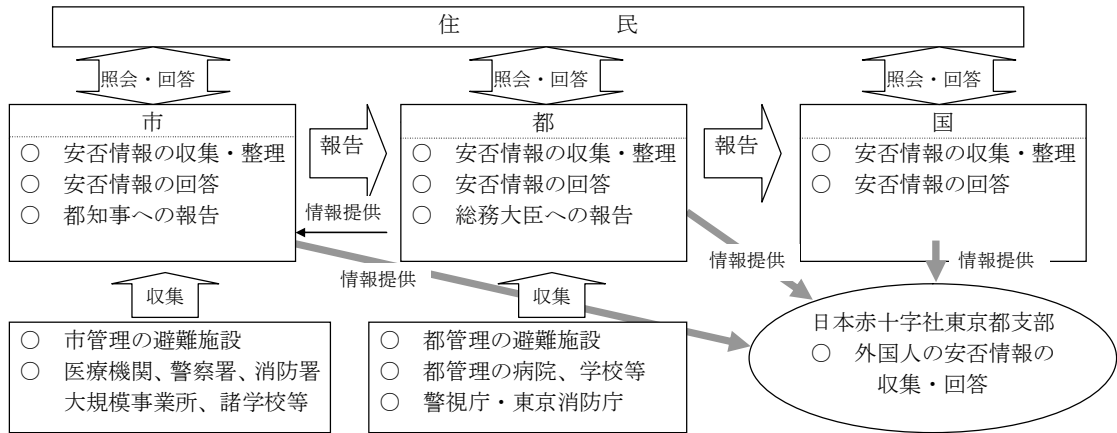 住　　民
照会・回答
照会・回答
照会・回答
市
○ 安否情報の収集・整理
○ 安否情報の回答
○ 都知事への報告
報告
情報提供
都
○ 安否情報の収集・整理
○ 安否情報の回答
○ 総務大臣への報告
報告
国
○ 安否情報の収集・整理
○ 安否情報の回答
情報提供
情報提供
情報提供
収集
収集
○ 市管理の避難施設
○ 医療機関、警察署、消防署
大規模事業所、諸学校等
○ 都管理の避難施設
○ 都管理の病院、学校等
○ 警視庁・東京消防庁
日本赤十字社東京都支部
○ 外国人の安否情報の
収集・回答